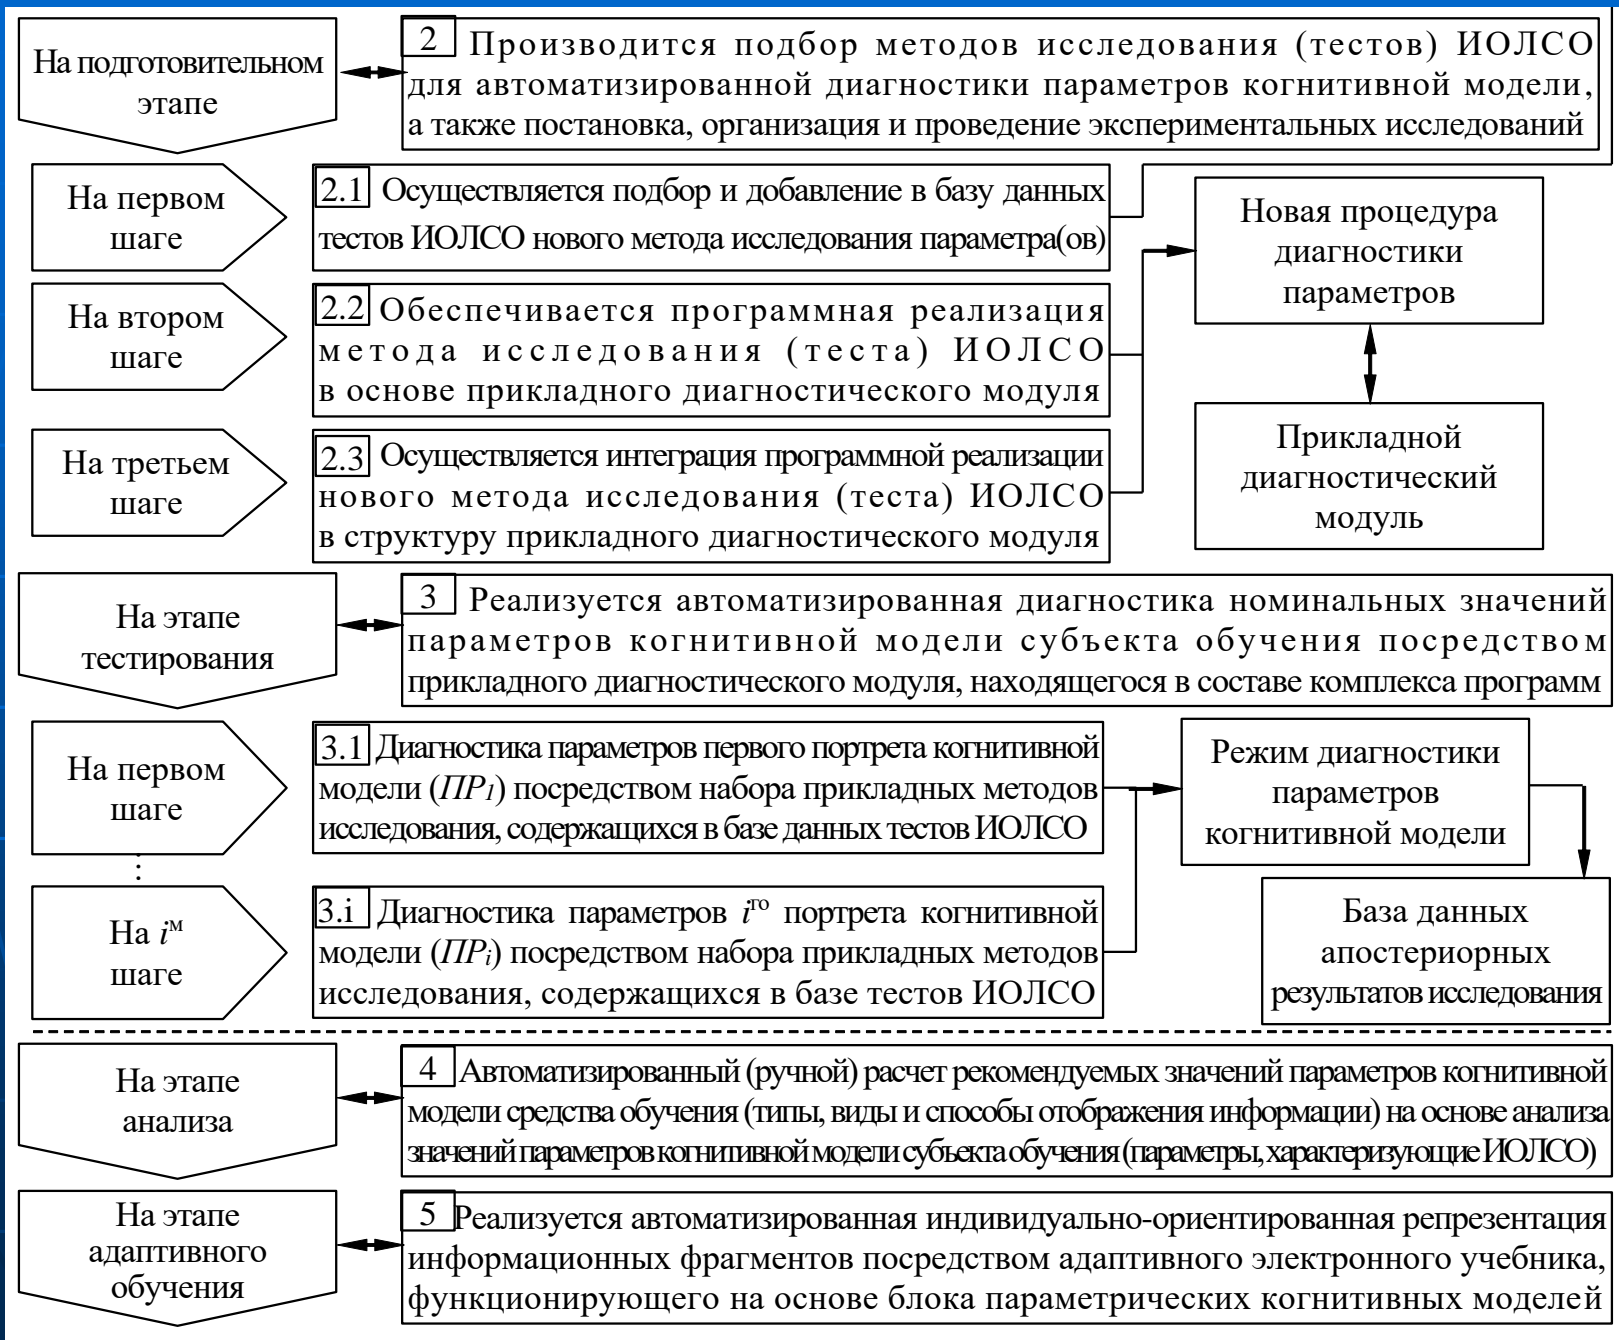 На подготовительном
этапе
2 Производится подбор методов исследования (тестов) ИОЛСО
для автоматизированной диагностики параметров когнитивной модели,
а также постановка, организация и проведение экспериментальных исследований
На первом
шаге
2.1 Осуществляется подбор и добавление в базу данных
тестов ИОЛСО нового метода исследования параметра(ов)
Новая процедура
диагностики
параметров
На втором
шаге
2.2 Обеспечивается программная реализация
метода исследования (теста) ИОЛСО
в основе прикладного диагностического модуля
На третьем
шаге
2.3 Осуществляется интеграция программной реализации
нового метода исследования (теста) ИОЛСО
в структуру прикладного диагностического модуля
Прикладной
диагностический
модуль
На этапе
тестирования
3 Реализуется автоматизированная диагностика номинальных значений
параметров когнитивной модели субъекта обучения посредством
прикладного диагностического модуля, находящегося в составе комплекса программ
На первом
шаге
3.1 Диагностика параметров первого портрета когнитивной
модели (ПР1) посредством набора прикладных методов
исследования, содержащихся в базе данных тестов ИОЛСО
Режим диагностики
параметров
когнитивной модели
На iм
шаге
3.i Диагностика параметров iго портрета когнитивной
модели (ПРi) посредством набора прикладных методов
исследования, содержащихся в базе тестов ИОЛСО
База данных
апостериорных
результатов исследования
На этапе
анализа
4 Автоматизированный (ручной) расчет рекомендуемых значений параметров когнитивной
модели средства обучения (типы, виды и способы отображения информации) на основе анализа
значений параметров когнитивной модели субъекта обучения (параметры, характеризующие ИОЛСО)
На этапе
адаптивного
обучения
5 Реализуется автоматизированная индивидуально-ориентированная репрезентация
информационных фрагментов посредством адаптивного электронного учебника,
функционирующего на основе блока параметрических когнитивных моделей